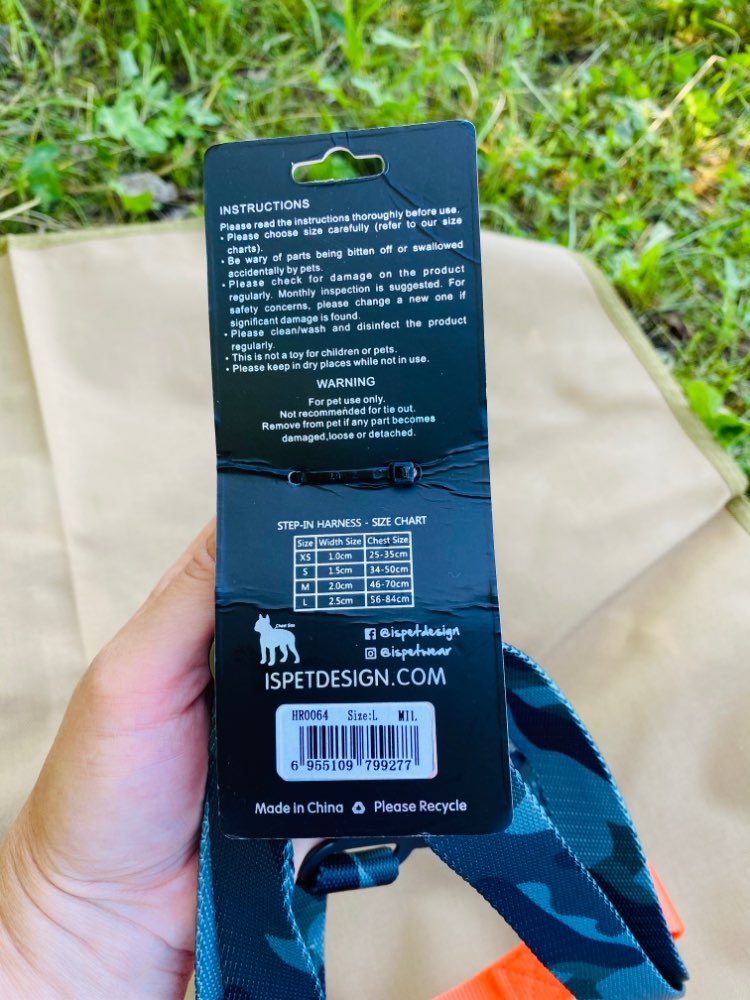 INSTRUCTIONS
Please read the instructions thoroughly before use.
• Please choose size carefully (refer to our size
charts).
• Be wary of parts being bitten off or swallowed
accidentally by pets.
• Please check for damage on the product
regularly. Monthly inspection is suggested. For
safety concerns, please change a new one if
significant damage is found.
• Please clean/wash and disinfect the product
regularly.
• This is not a toy for children or pets.
• Please keep in dry places while not in use.
WARNING
For pet use only.
Not recommended for tie out.
Remove from pet if any part becomes
damaged,loose or detached.
STEP-IN HARNESS - SIZE CHART
Size Width Size Chest Size
XS 1.0cm 25-35cm
S 1.5cm 34-50cm
M 2.0cm 46-70cm
L 2.5cm 56-84cm
Chest Size
@ispetdesign
@ispetwear
ISPETDESIGN.COM
HR0064 Size:L MIL
6 955109 799277
Made in China Please Recycle